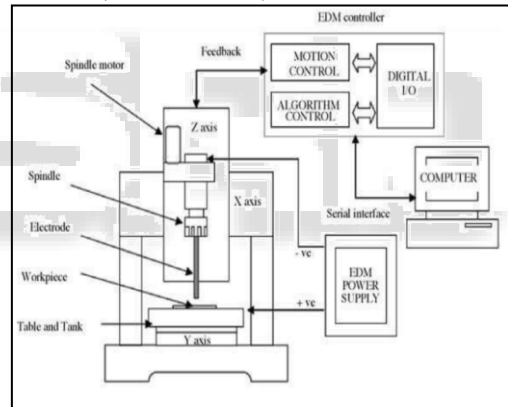 EDM controller
Feedback
MOTION
CONTROL
DIGITAL
I/O
ALGORITHM
CONTROL
Spindle motor
Z axis
COMPUTER
Spindle
X axis
Serial interface
Electrode
- ve
EDM
POWER
SUPPLY
Workpiece
+ ve
Table and Tank
Y axis